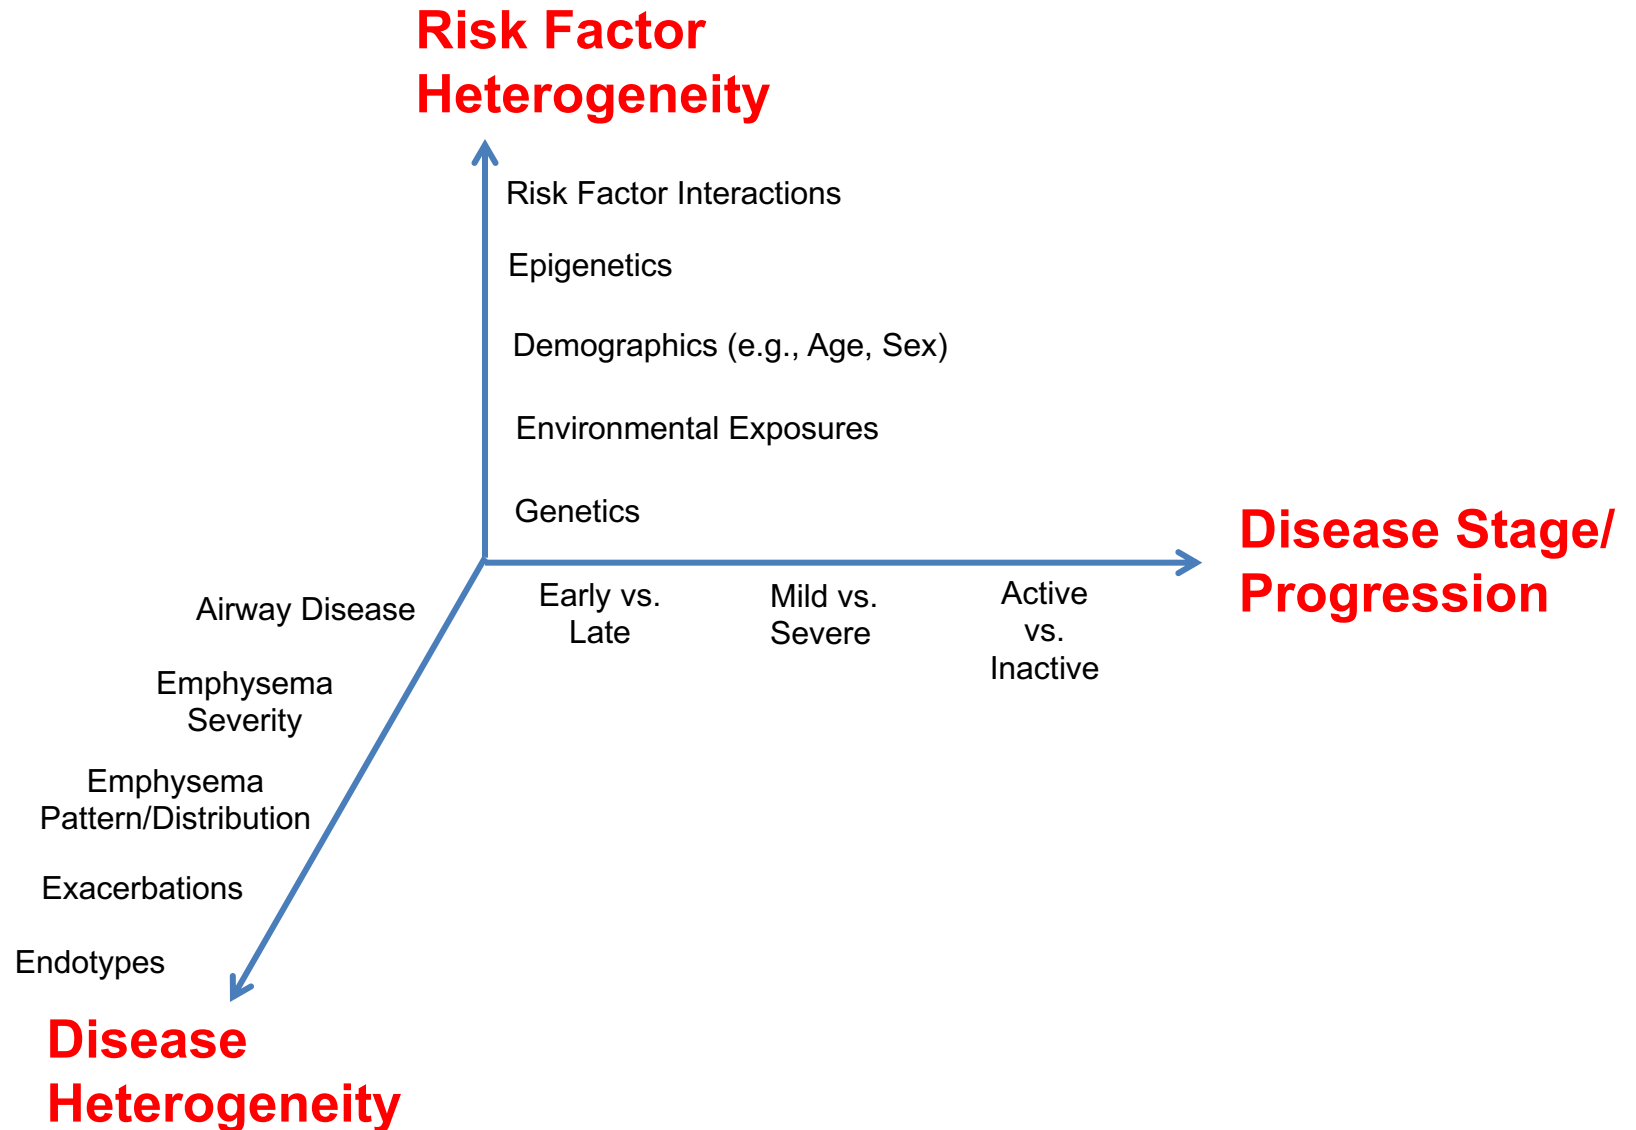 Risk Factor
Heterogeneity
Risk Factor Interactions
Epigenetics
Demographics (e.g., Age, Sex)
Environmental Exposures
Genetics
Disease Stage/
Progression
Early vs.
Late
Mild vs.
Severe
Active
vs.
Inactive
Airway Disease
Emphysema
Severity
Emphysema
Pattern/Distribution
Exacerbations
Endotypes
Disease
Heterogeneity